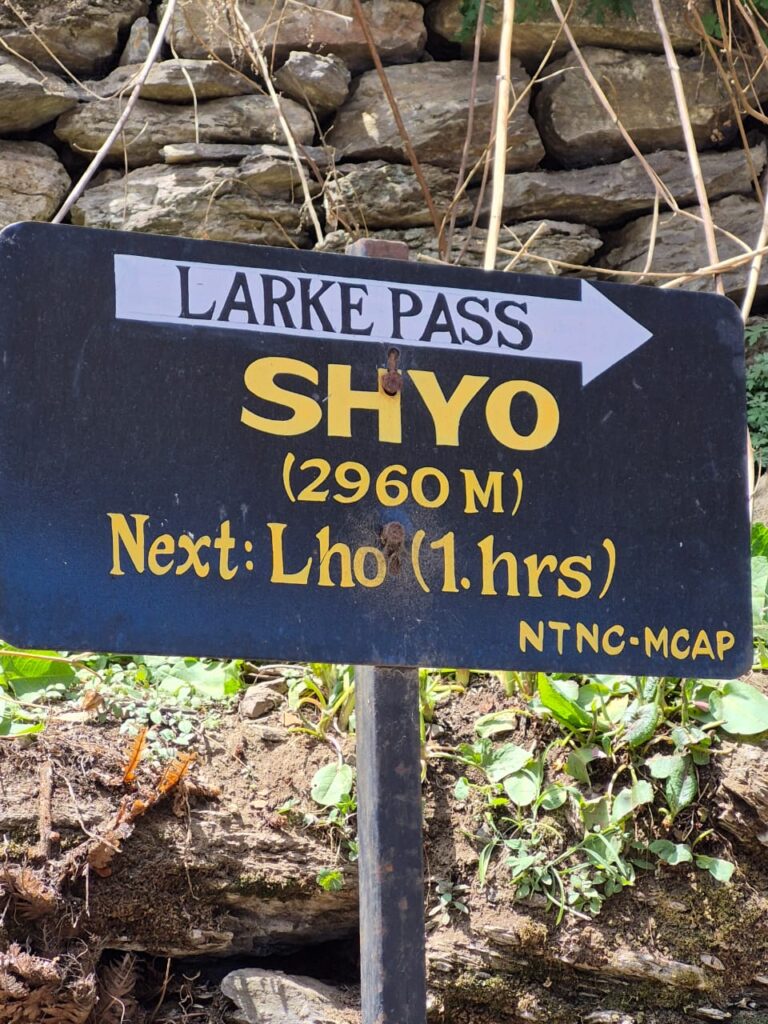 LARKE PASS
SHYO
(2960 M)
Next: Lho (1.hrs)
NTNC-MCAP